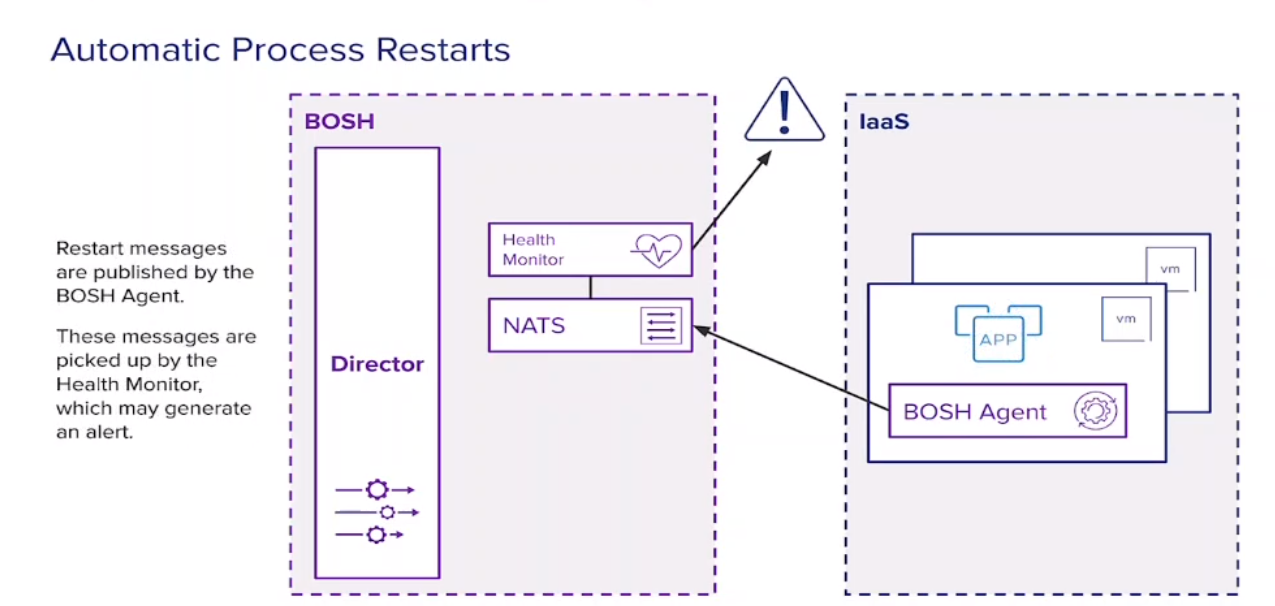 Automatic Process Restarts
BOSH
IaaS
Restart messages
are published by the
BOSH Agent.
These messages are
picked up by the
Health Monitor,
which may generate
an alert.
Director
Health
Monitor
NATS
vm
vm
APP
BOSH Agent